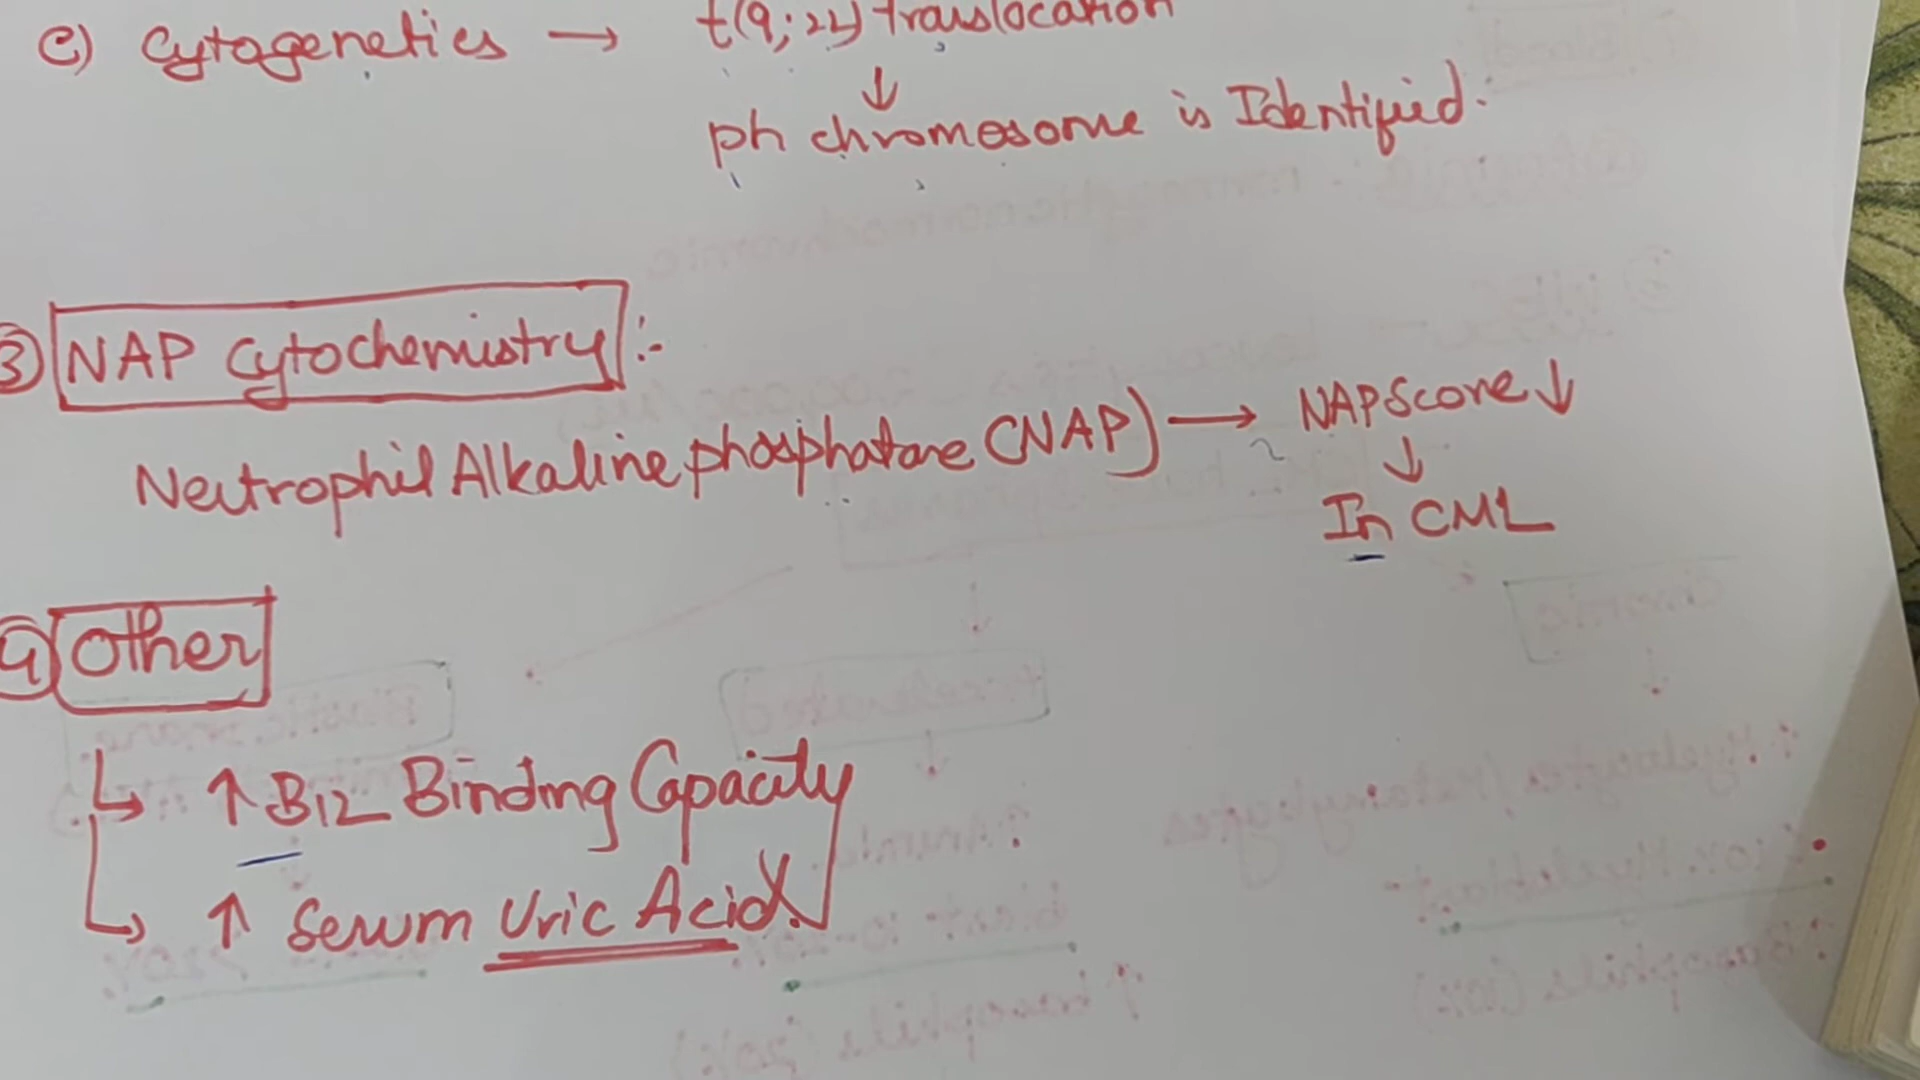 c) Cytogenetics → t(9;22) translocation
↓
ph chromosome is Identified.
③ NAP Cytochemistry :-
Neutrophil Alkaline phosphatase (NAP) → NAP Score ↓
↓
In CML
④ Other
↳ ↑ B12 Binding Capacity
↳ ↑ Serum Uric Acid.